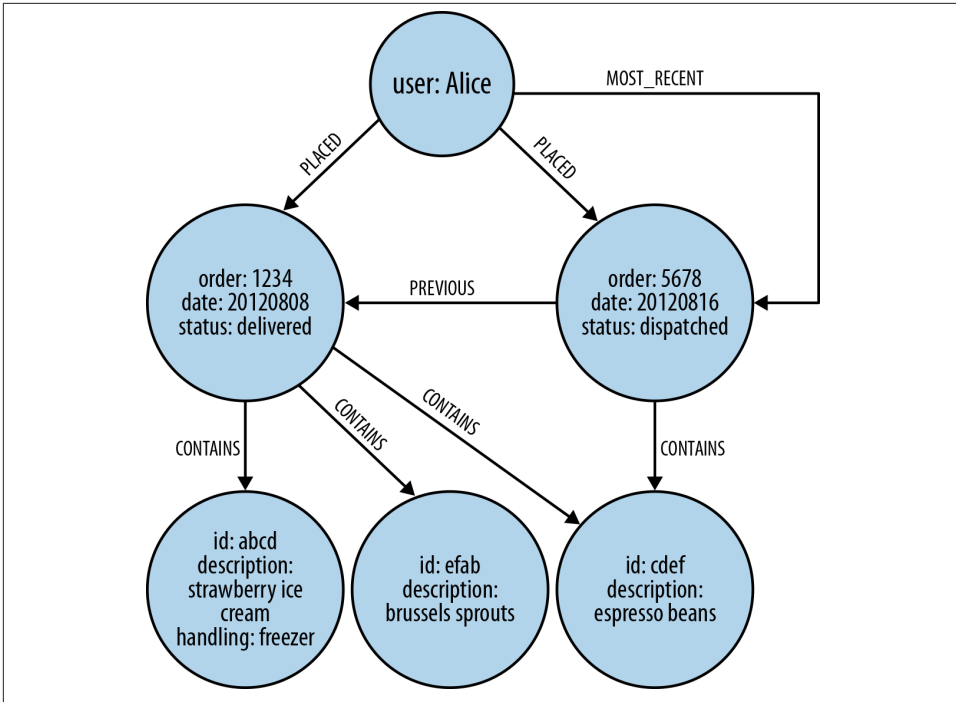 user: Alice
MOST_RECENT
PLACED
PLACED
order: 1234
date: 20120808
status: delivered
PREVIOUS
order: 5678
date: 20120816
status: dispatched
CONTAINS
CONTAINS
CONTAINS
CONTAINS
id: abcd
description:
strawberry ice
cream
handling: freezer
id: efab
description:
brussels sprouts
id: cdef
description:
espresso beans